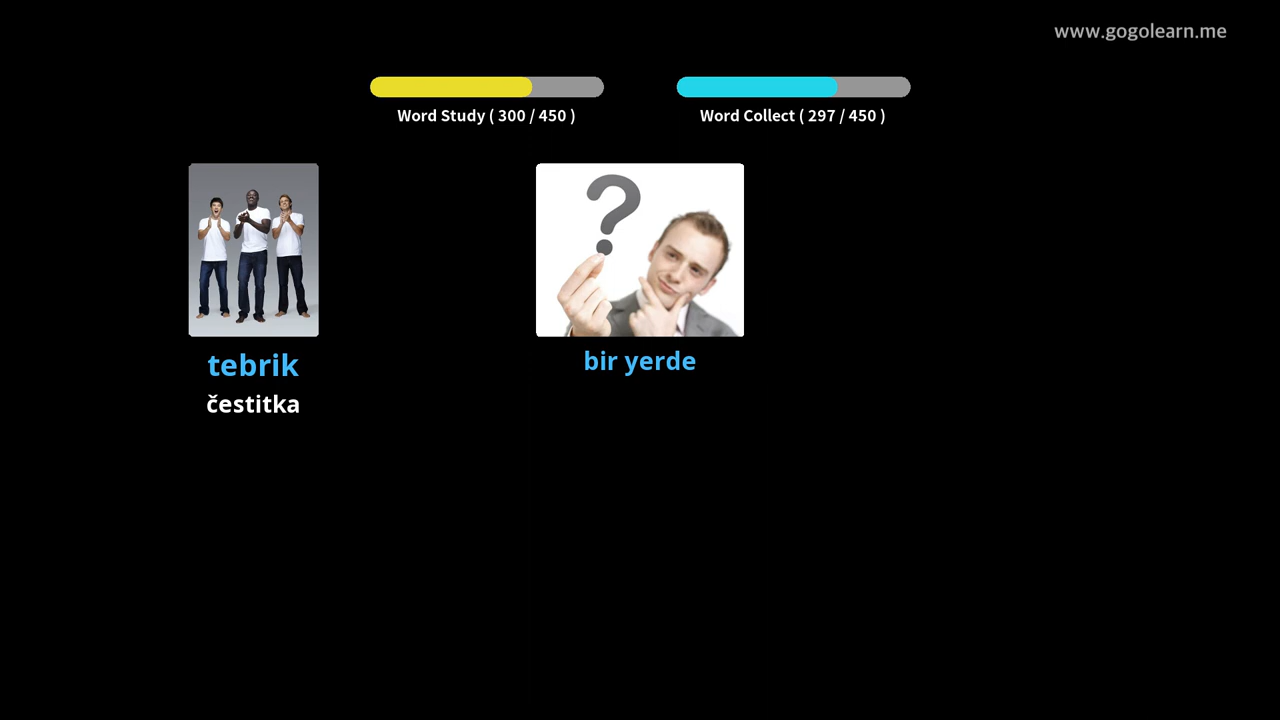 www.gogolearn.me
Word Study ( 300 / 450 )
Word Collect ( 297 / 450 )
tebrik
čestitka
bir yerde